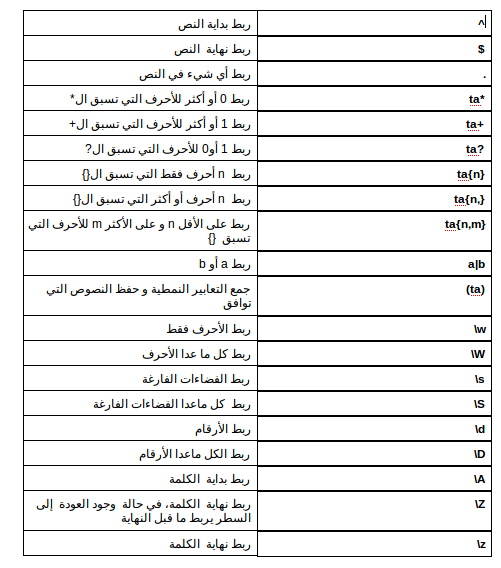 ^ ربط بداية النص
$ ربط نهاية النص
. ربط أي شيء في النص
ta* ربط 0 أو أكثر للأحرف التي تسبق ال*
ta+ ربط 1 أو أكثر للأحرف التي تسبق ال+
ta? ربط 1 أو0 للأحرف التي تسبق ال?
ta{n} ربط n أحرف فقط التي تسبق ال{}
ta{n,} ربط n أحرف أو أكثر التي تسبق ال{}
ta{n,m} ربط على الأقل n و على الأكثر m للأحرف التي
تسبق {}
a|b ربط a أو b
(ta) جمع التعابير النمطية و حفظ النصوص التي
توافق
\w ربط الأحرف فقط
\W ربط كل ما عدا الأحرف
\s ربط الفضاءات الفارغة
\S ربط كل ماعدا الفضاءات الفارغة
\d ربط الأرقام
\D ربط الكل ماعدا الأرقام
\A ربط بداية الكلمة
\Z ربط نهاية الكلمة، في حالة وجود العودة إلى
السطر يربط ما قبل النهاية
\z ربط نهاية الكلمة